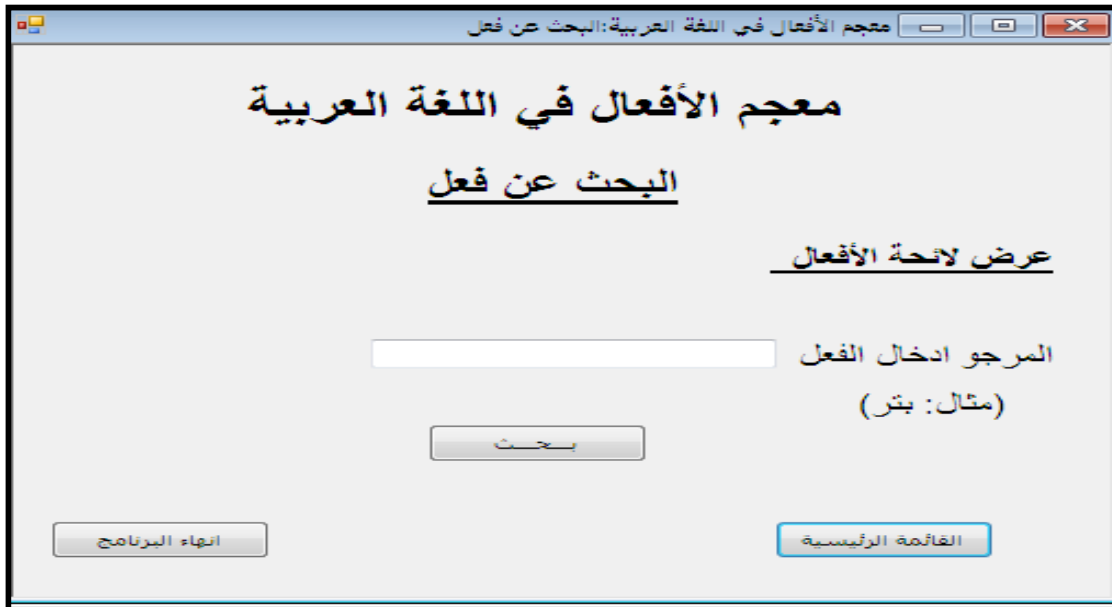 معجم الأفعال في اللغة العربية:البحث عن فعل
معجم الأفعال في اللغة العربية
البحث عن فعل
عرض لائحة الأفعال
المرجو ادخال الفعل
(مثال: بتر)
بـــحـــث
القائمة الرئيسية
انهاء البرنامج